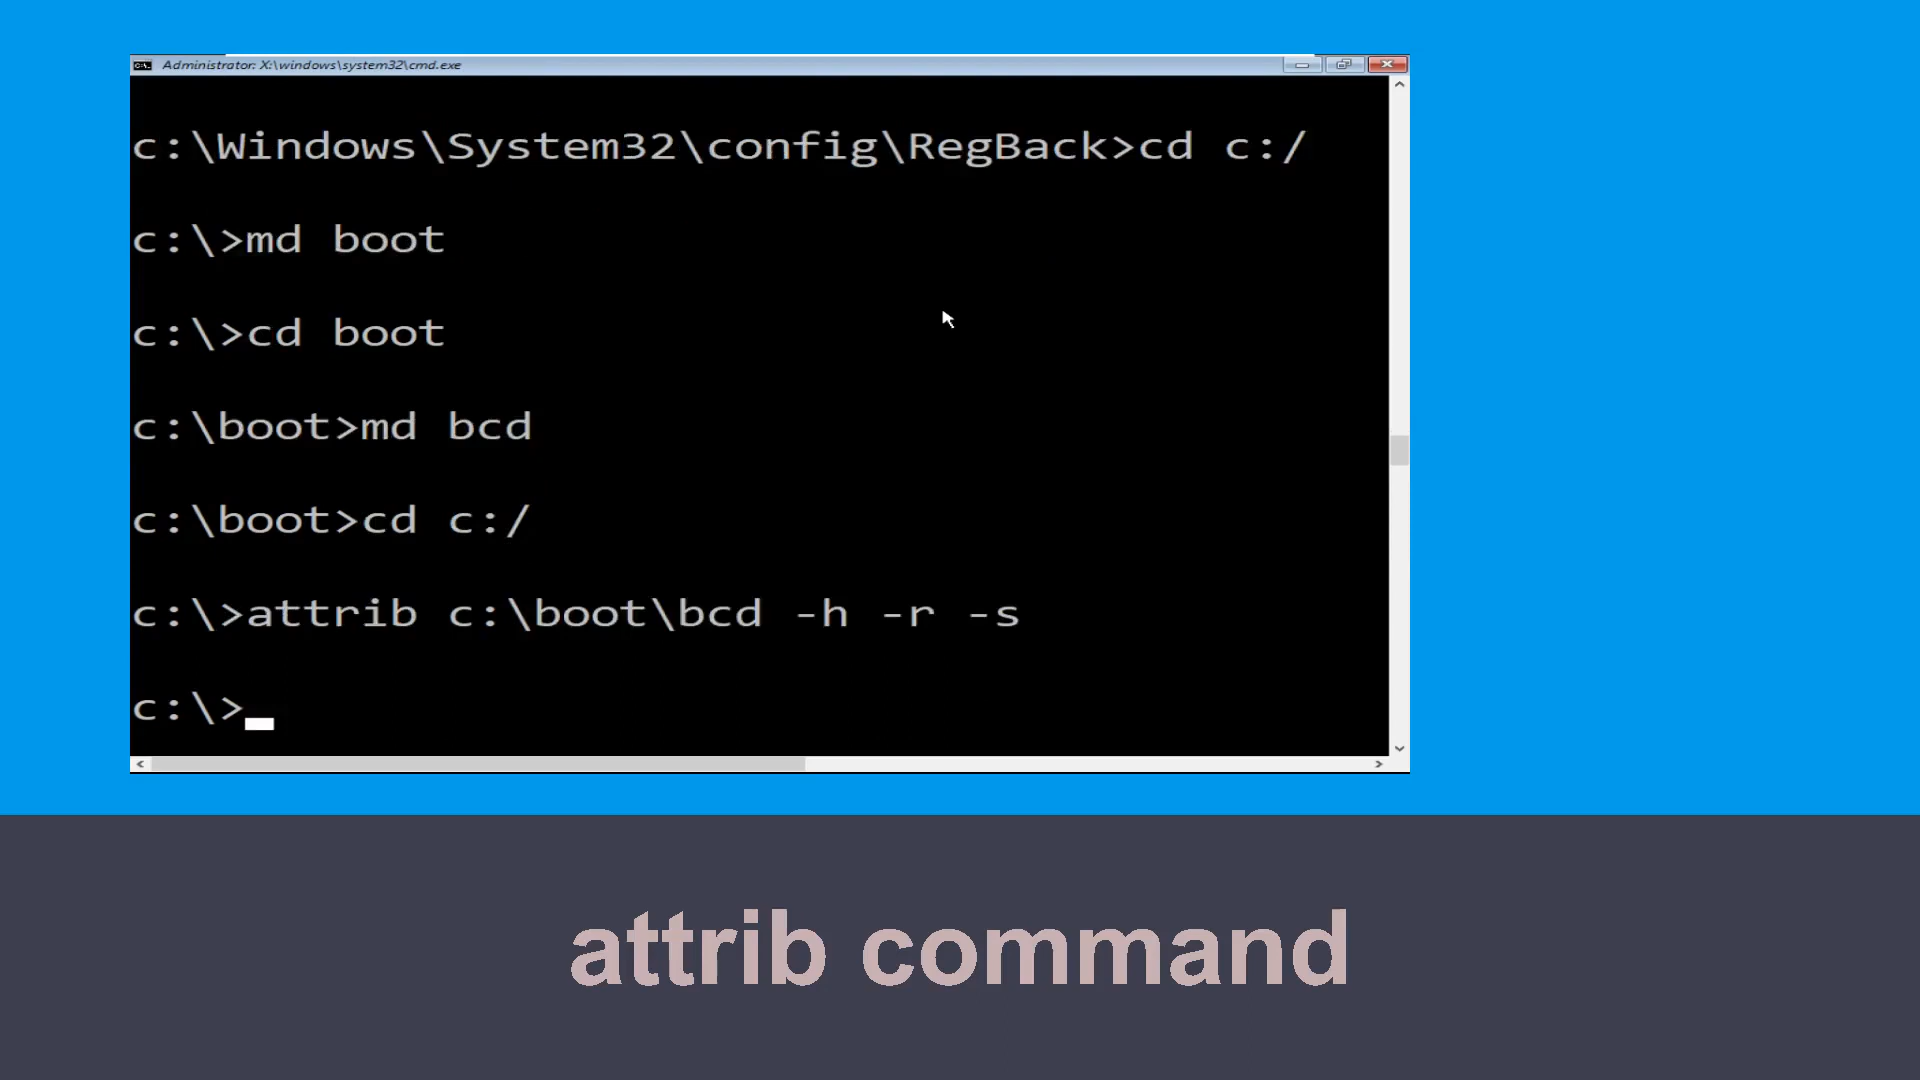 Administrator: X:\windows\system32\cmd.exe
c:\Windows\System32\config\RegBack>cd c:/
c:\>md boot
c:\>cd boot
c:\boot>md bcd
c:\boot>cd c:/
c:\>attrib c:\boot\bcd -h -r -s
c:\>
attrib command